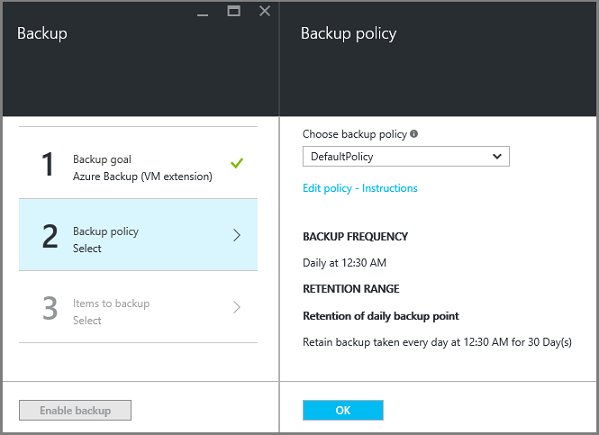 Backup
1
Backup goal
Azure Backup (VM extension)
2
Backup policy
Select
3
Items to backup
Select
Enable backup
Backup policy
Choose backup policy
DefaultPolicy
Edit policy - Instructions
BACKUP FREQUENCY
Daily at 12:30 AM
RETENTION RANGE
Retention of daily backup point
Retain backup taken every day at 12:30 AM for 30 Day(s)
OK